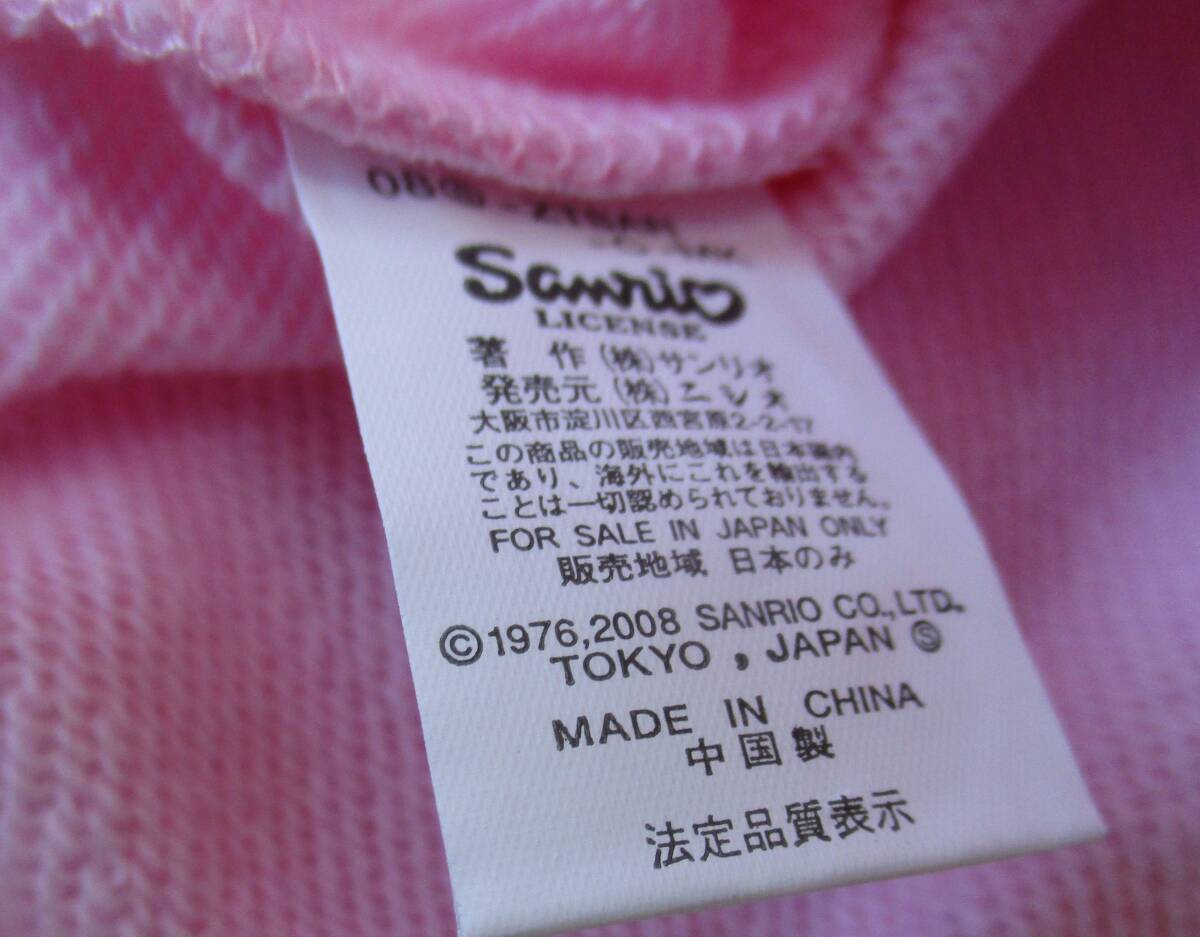 Sanrio
LICENSE
著 作 (株)サンリオ
発売元 (株)ニシオ
大阪市淀川区西宮原2-2-17
この商品の販売地域は日本国内
であり、海外にこれを輸出する
ことは一切認められておりません。
FOR SALE IN JAPAN ONLY
販売地域 日本のみ
©1976,2008 SANRIO CO.,LTD.
TOKYO , JAPAN Ⓢ
MADE IN CHINA
中国製
法定品質表示